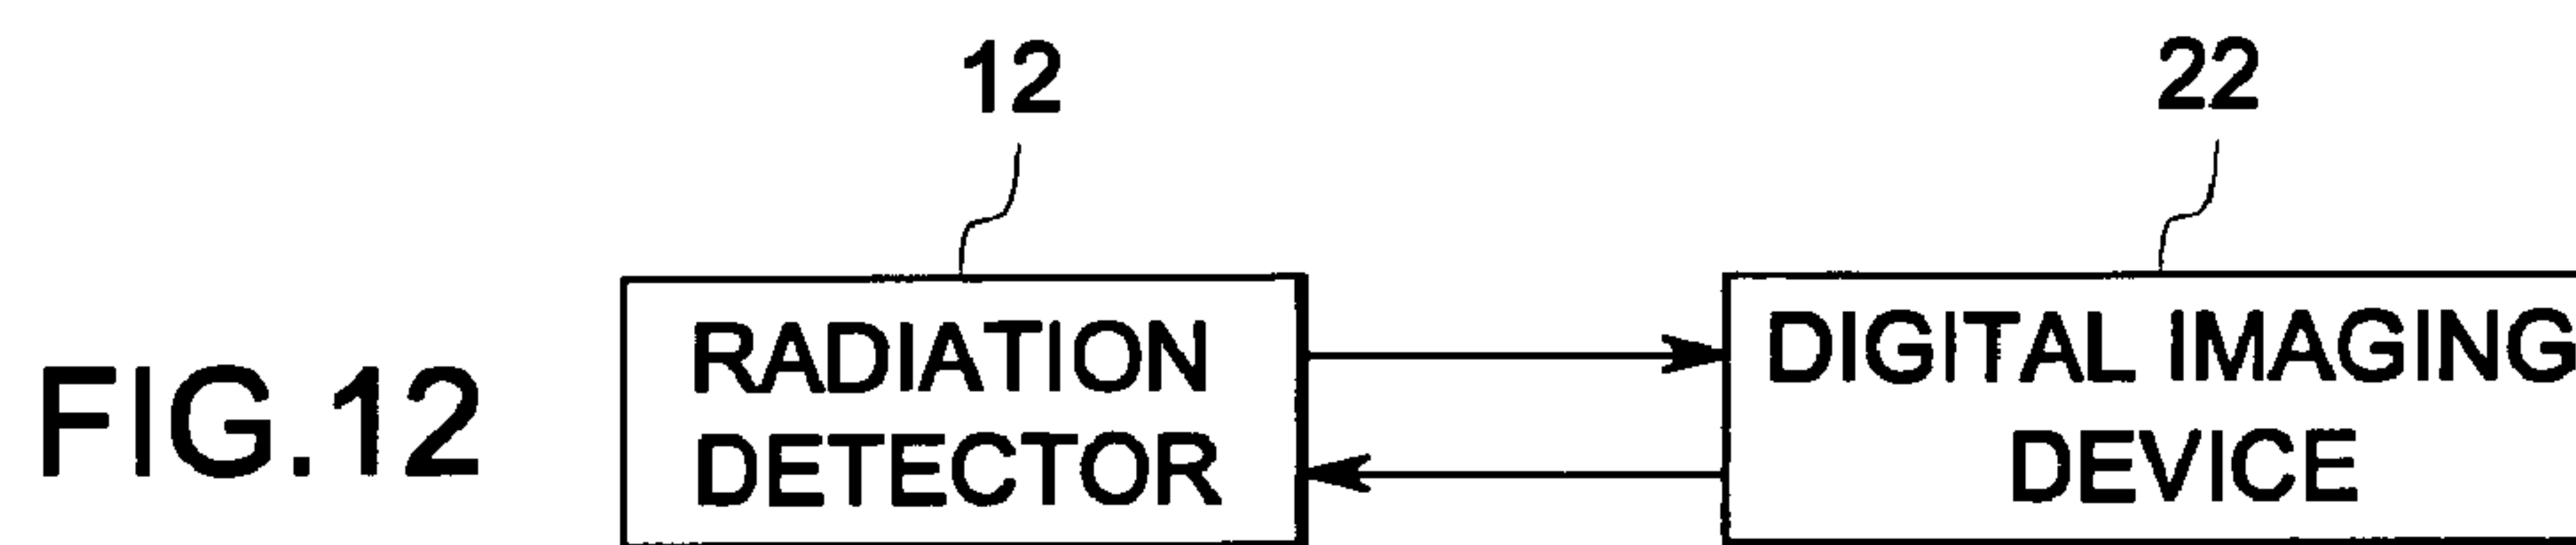 12
22
FIG.12
RADIATION
DETECTOR
DIGITAL IMAGING
DEVICE